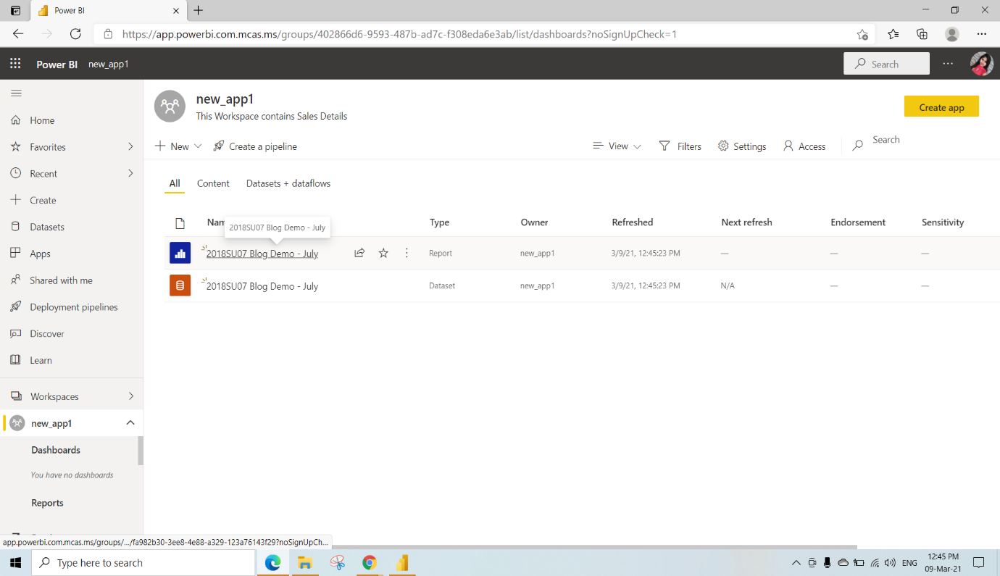 Power BI
https://app.powerbi.com.mcas.ms/groups/402866d6-9593-487b-ad7c-f308eda6e3ab/list/dashboards?noSignUpCheck=1
Power BI new_app1 Search
new_app1
This Workspace contains Sales Details
Create app
Home
Favorites
Recent
Create
Datasets
Apps
Shared with me
Deployment pipelines
Discover
Learn
Workspaces
new_app1
Dashboards
You have no dashboards
Reports
New Create a pipeline View Filters Settings Access Search
All Content Datasets + dataflows
Type Owner Refreshed Next refresh Endorsement Sensitivity
2018SU07 Blog Demo - July
2018SU07 Blog Demo - July Report new_app1 3/9/21, 12:45:23 PM — — —
2018SU07 Blog Demo - July Dataset new_app1 3/9/21, 12:45:23 PM N/A — —
app.powerbi.com.mcas.ms/groups/.../fa982b30-3ee8-4e88-a329-123a76143f29?noSignUpCh...
Type here to search
ENG
12:45 PM
09-Mar-21